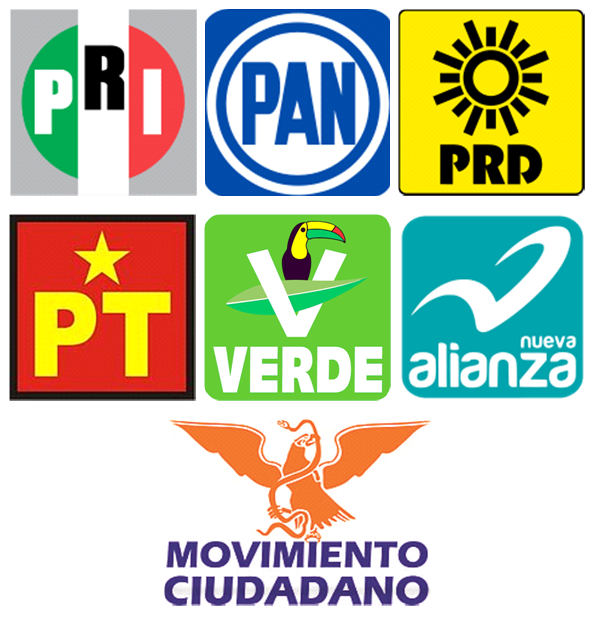 PRI
PAN
PRD
PT
V
VERDE
nueva
alianza
MOVIMIENTO
CIUDADANO